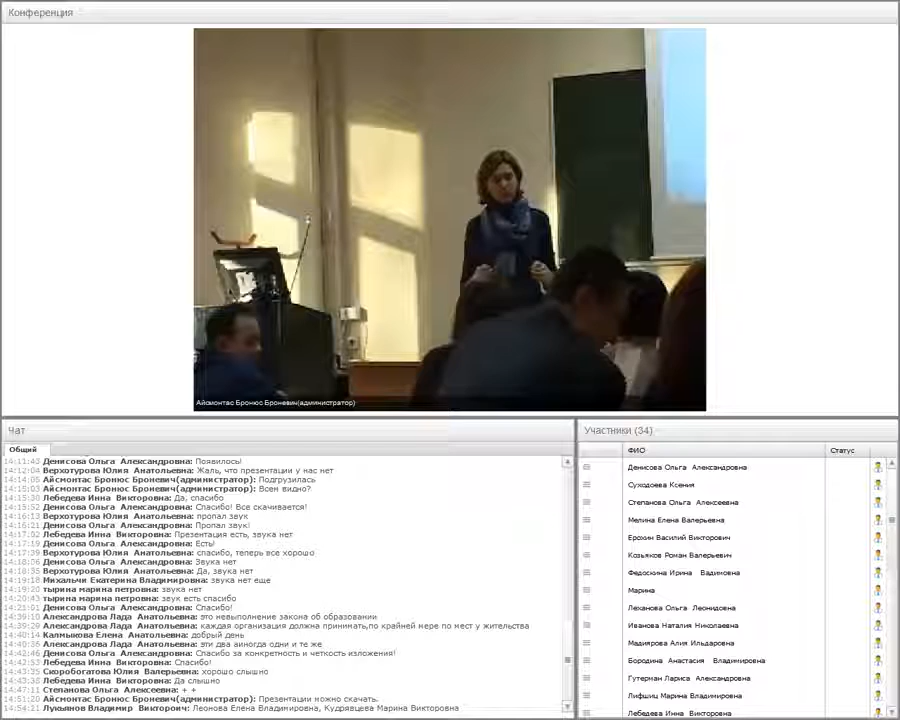 Конференция
Айсмонтас Бронюс Броневич(администратор)
Чат
Общий
14:11:43 Денисова Ольга Александровна: Появилось!
14:12:04 Верхотурова Юлия Анатольевна: Жаль, что презентации у нас нет
14:14:05 Айсмонтас Бронюс Броневич(администратор): Подгрузилась
14:15:03 Айсмонтас Бронюс Броневич(администратор): Всем видно?
14:15:30 Лебедева Инна Викторовна: Да, спасибо
14:15:52 Денисова Ольга Александровна: Спасибо! Все скачивается!
14:16:13 Верхотурова Юлия Анатольевна: пропал звук
14:16:21 Денисова Ольга Александровна: Пропал звук!
14:17:02 Лебедева Инна Викторовна: Презентация есть, звука нет
14:17:19 Денисова Ольга Александровна: Есть!
14:17:39 Верхотурова Юлия Анатольевна: спасибо, теперь все хорошо
14:18:06 Денисова Ольга Александровна: Звука нет
14:18:35 Верхотурова Юлия Анатольевна: Да, звука нет
14:19:18 Михальчи Екатерина Владимировна: звука нет еще
14:19:20 тырина марина петровна: звука нет
14:20:43 тырина марина петровна: звук есть спасибо
14:21:01 Денисова Ольга Александровна: Спасибо!
14:39:10 Александрова Лада Анатольевна: это невыполнение закона об образовании
14:39:29 Александрова Лада Анатольевна: каждая организация должна принимать,по крайней мере по мест у жительства
14:40:14 Калмыкова Елена Анатольевна: добрый день
14:40:36 Александрова Лада Анатольевна: эти два виногда одни и те же
14:42:46 Денисова Ольга Александровна: Спасибо за конкретность и четкость изложения!
14:42:53 Лебедева Инна Викторовна: Спасибо!
14:43:35 Скоробогатова Юлия Валерьевна: хорошо слышно
14:43:38 Лебедева Инна Викторовна: Да слышно
14:47:11 Степанова Ольга Алексеевна: + +
14:51:20 Айсмонтас Бронюс Броневич(администратор): Презентации можно скачать.
14:54:11 Лукьянов Владимир Викторвич: Леонова Елена Владимировна, Кудрявцева Марина Викторовна
Участники (34)
ФИО Статус
Денисова Ольга Александровна
Суходоева Ксения
Степанова Ольга Алексеевна
Мелина Елена Валерьевна
Ерохин Василий Викторович
Козьяков Роман Валерьевич
Федоскина Ирина Вадимовна
Марина
Леханова Ольга Леонидовна
Иванова Наталия Николаевна
Мадиярова Алия Ильдаровна
Бородина Анастасия Владимировна
Гутерман Лариса Александровна
Лифшиц Марина Владимировна
Лебедева Инна Викторовна